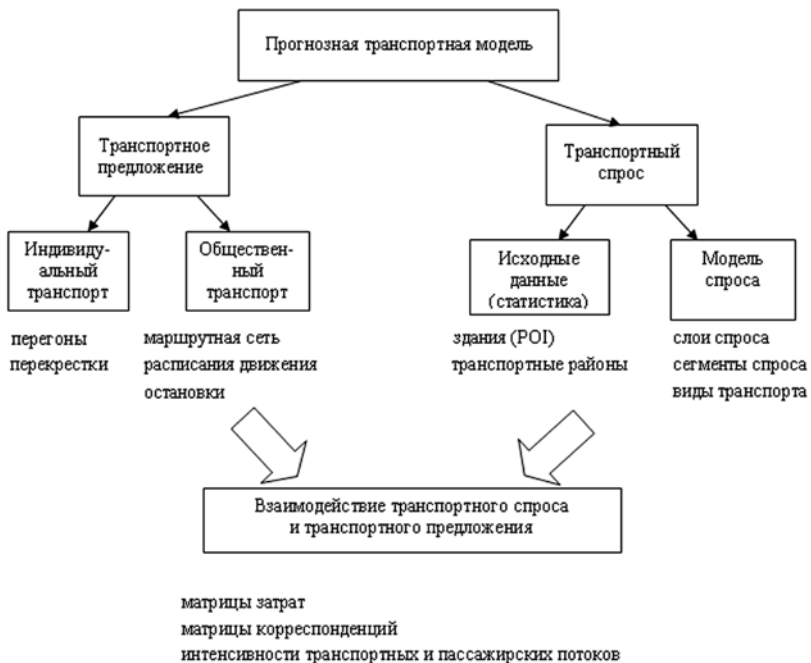 Прогнозная транспортная модель
Транспортное
предложение
Транспортный
спрос
Индивиду-
альный
транспорт
Обществен-
ный
транспорт
Исходные
данные
(статистика)
Модель
спроса
перегоны
перекрестки
маршрутная сеть
расписания движения
остановки
здания (POI)
транспортные районы
слои спроса
сегменты спроса
виды транспорта
Взаимодействие транспортного спроса
и транспортного предложения
матрицы затрат
матрицы корреспонденций
интенсивности транспортных и пассажирских потоков